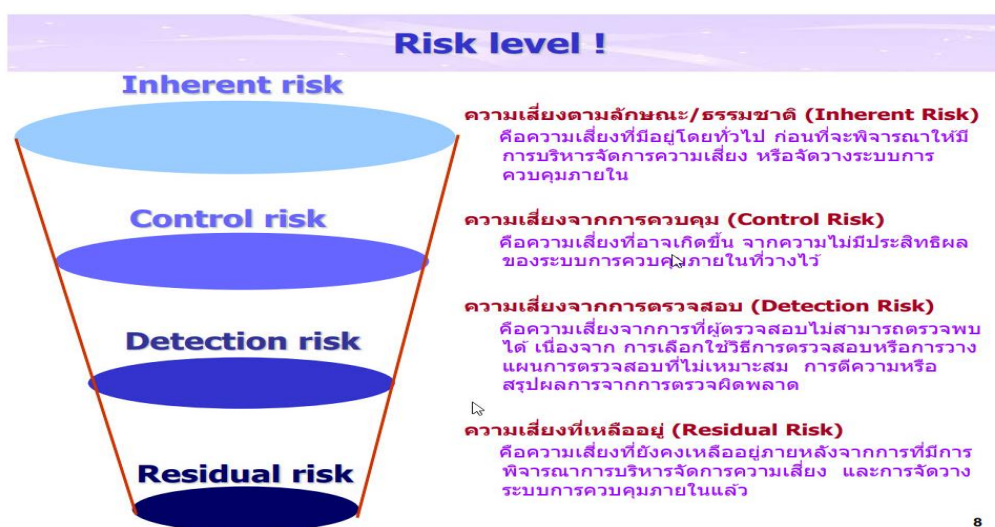 Risk level !
Inherent risk
Control risk
Detection risk
Residual risk
ความเสี่ยงตามลักษณะ/ธรรมชาติ (Inherent Risk)
คือความเสี่ยงที่มีอยู่โดยทั่วไป ก่อนที่จะพิจารณาให้มี
การบริหารจัดการความเสี่ยง หรือจัดวางระบบการ
ควบคุมภายใน
ความเสี่ยงจากการควบคุม (Control Risk)
คือความเสี่ยงที่อาจเกิดขึ้น จากความไม่มีประสิทธิผล
ของระบบการควบคุมภายในที่วางไว้
ความเสี่ยงจากการตรวจสอบ (Detection Risk)
คือความเสี่ยงจากการที่ผู้ตรวจสอบไม่สามารถตรวจพบ
ได้ เนื่องจาก การเลือกใช้วิธีการตรวจสอบหรือการวาง
แผนการตรวจสอบที่ไม่เหมาะสม การตีความหรือ
สรุปผลการจากการตรวจผิดพลาด
ความเสี่ยงที่เหลืออยู่ (Residual Risk)
คือความเสี่ยงที่ยังคงเหลืออยู่ภายหลังจากการที่มีการ
พิจารณาการบริหารจัดการความเสี่ยง และการจัดวาง
ระบบการควบคุมภายในแล้ว
8